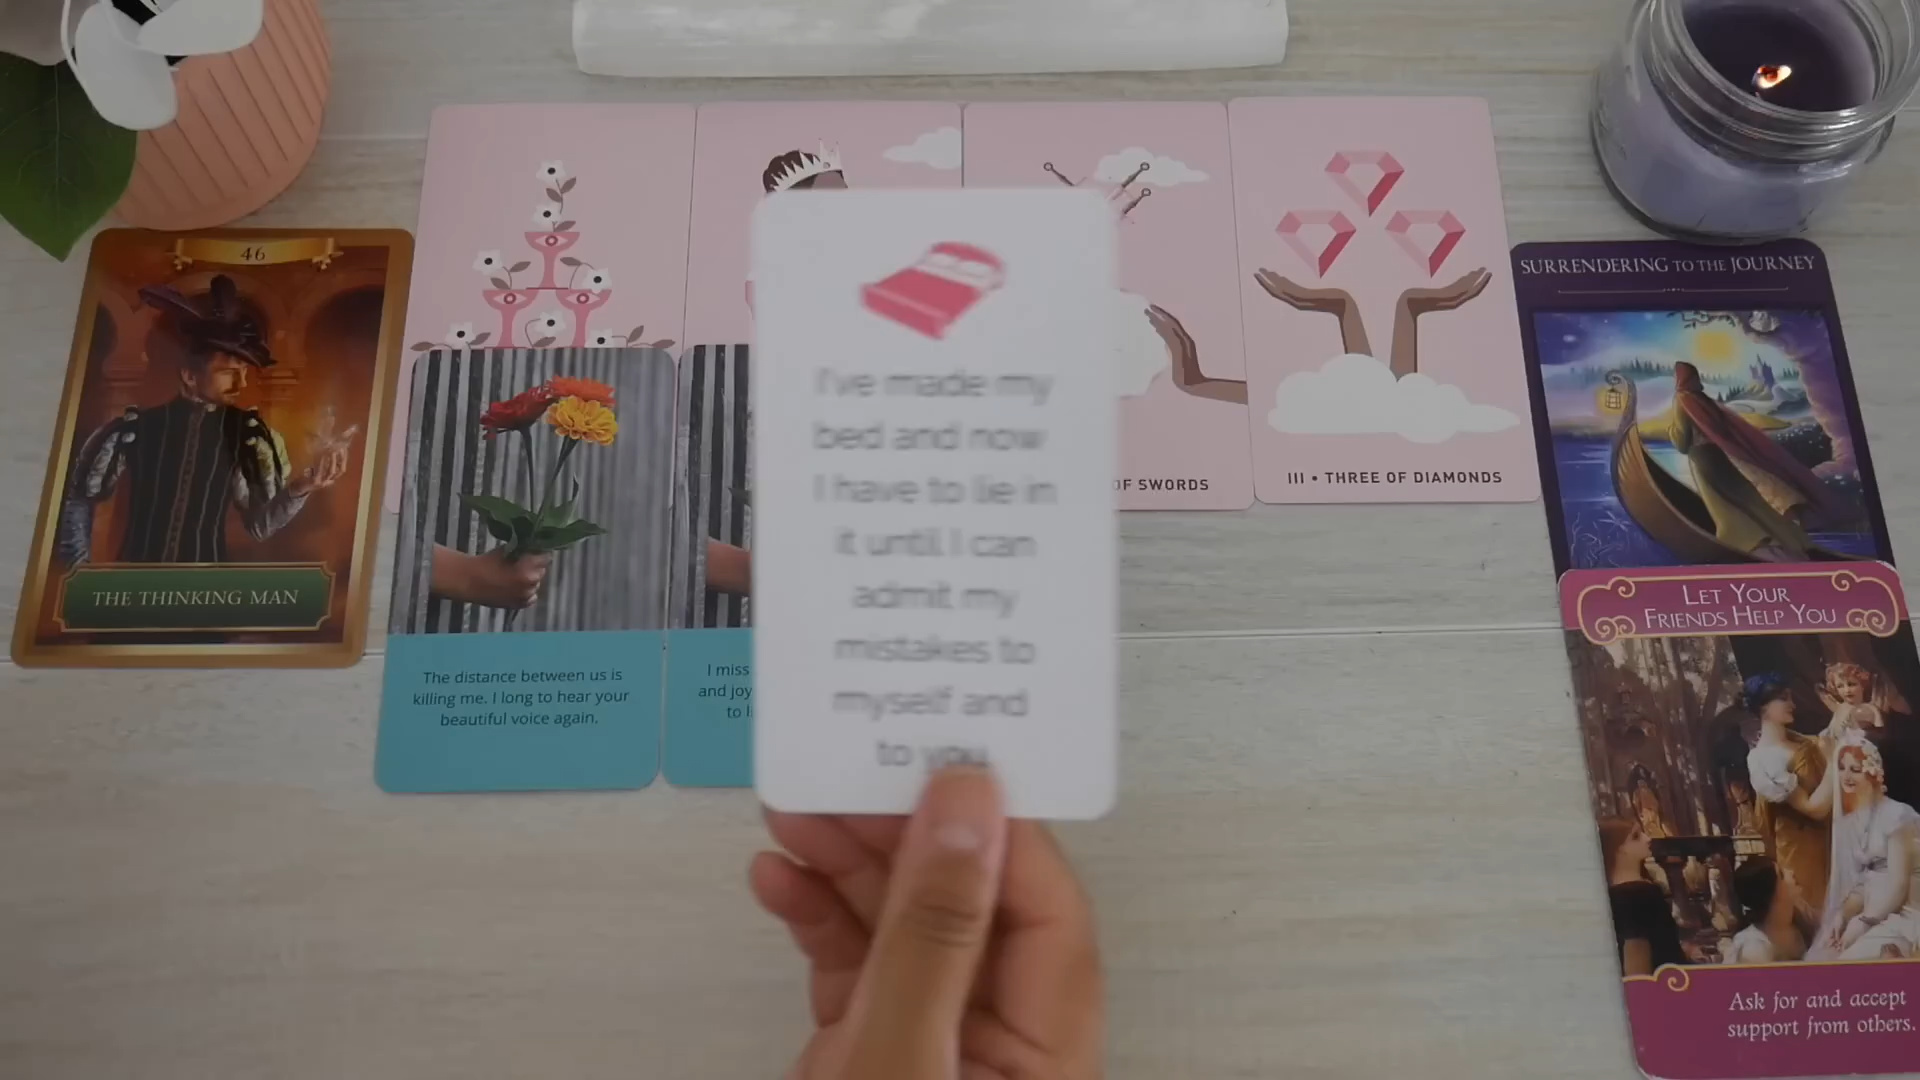 46
THE THINKING MAN
The distance between us is
killing me. I long to hear your
beautiful voice again.
I miss
and joy
to
I've made my
bed and now
I have to lie in
it until I can
admit my
mistakes to
myself and
to you.
OF SWORDS
III • THREE OF DIAMONDS
SURRENDERING TO THE JOURNEY
LET YOUR
FRIENDS HELP YOU
Ask for and accept
support from others.